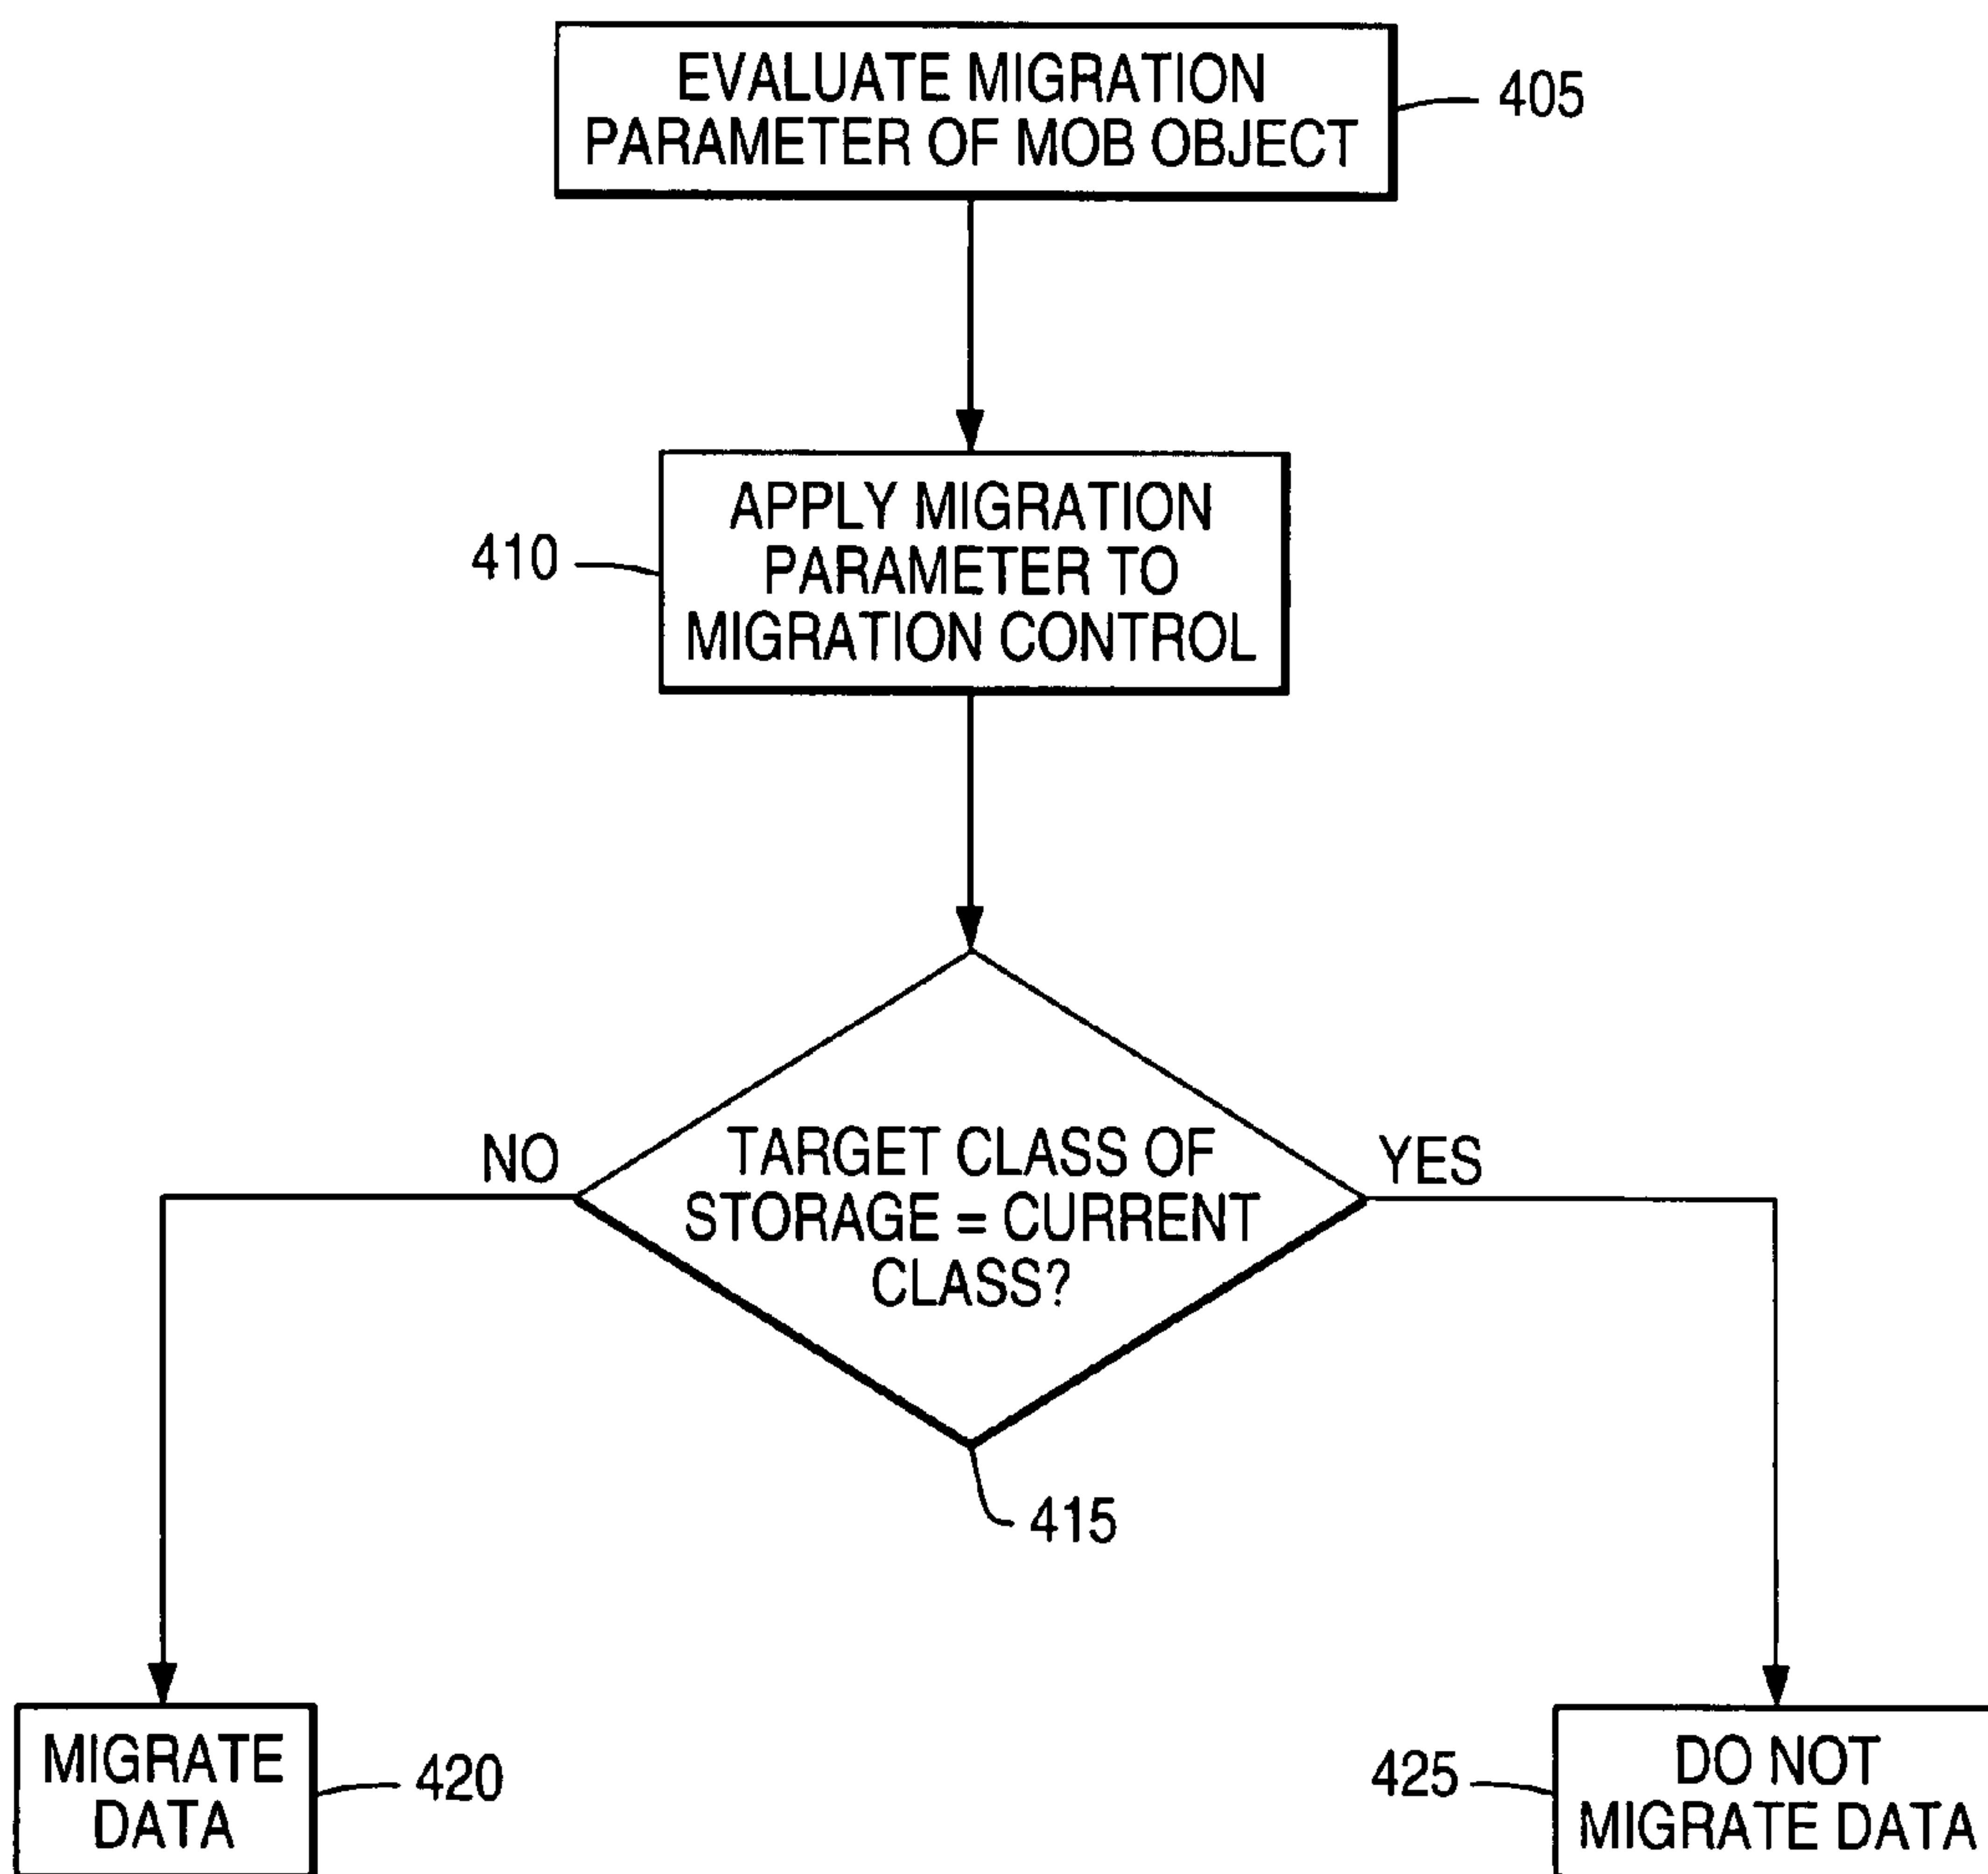 EVALUATE MIGRATION
PARAMETER OF MOB OBJECT
405
APPLY MIGRATION
PARAMETER TO
MIGRATION CONTROL
410
TARGET CLASS OF
STORAGE = CURRENT
CLASS?
NO
YES
415
MIGRATE
DATA
420
DO NOT
MIGRATE DATA
425